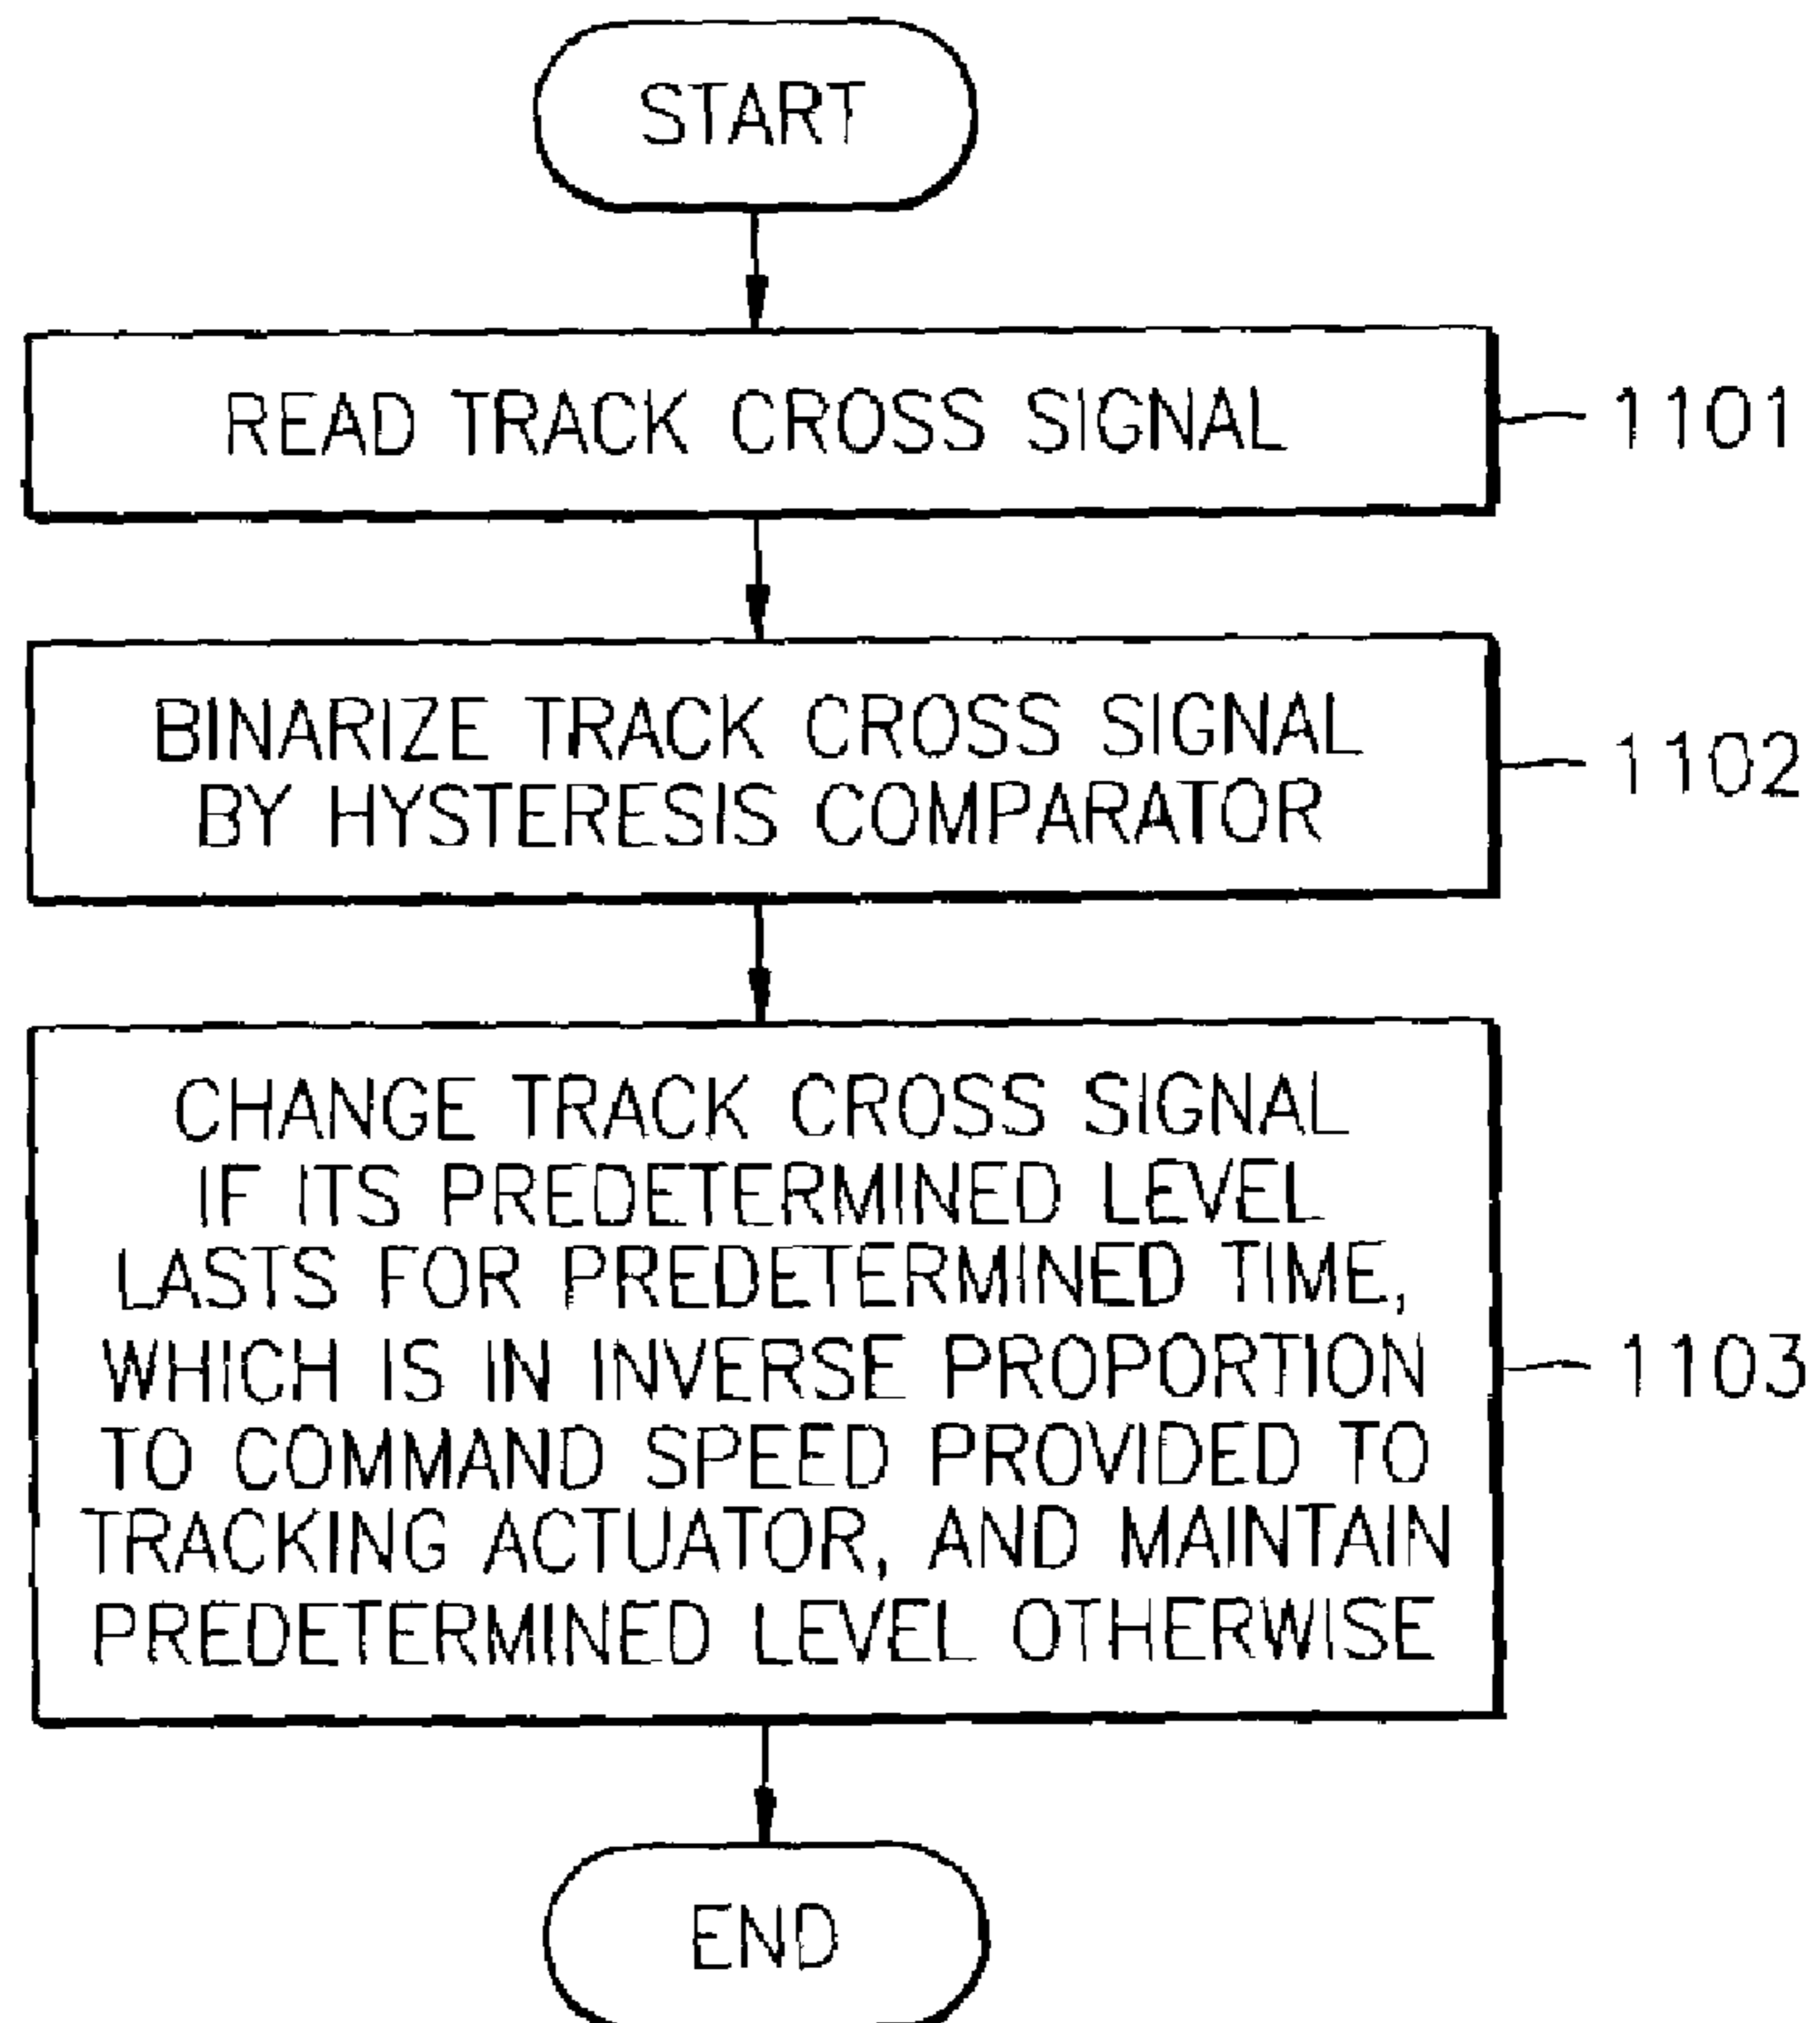 START
READ TRACK CROSS SIGNAL
1101
BINARIZE TRACK CROSS SIGNAL
BY HYSTERESIS COMPARATOR
1102
CHANGE TRACK CROSS SIGNAL
IF ITS PREDETERMINED LEVEL
LASTS FOR PREDETERMINED TIME,
WHICH IS IN INVERSE PROPORTION
TO COMMAND SPEED PROVIDED TO
TRACKING ACTUATOR, AND MAINTAIN
PREDETERMINED LEVEL OTHERWISE
1103
END